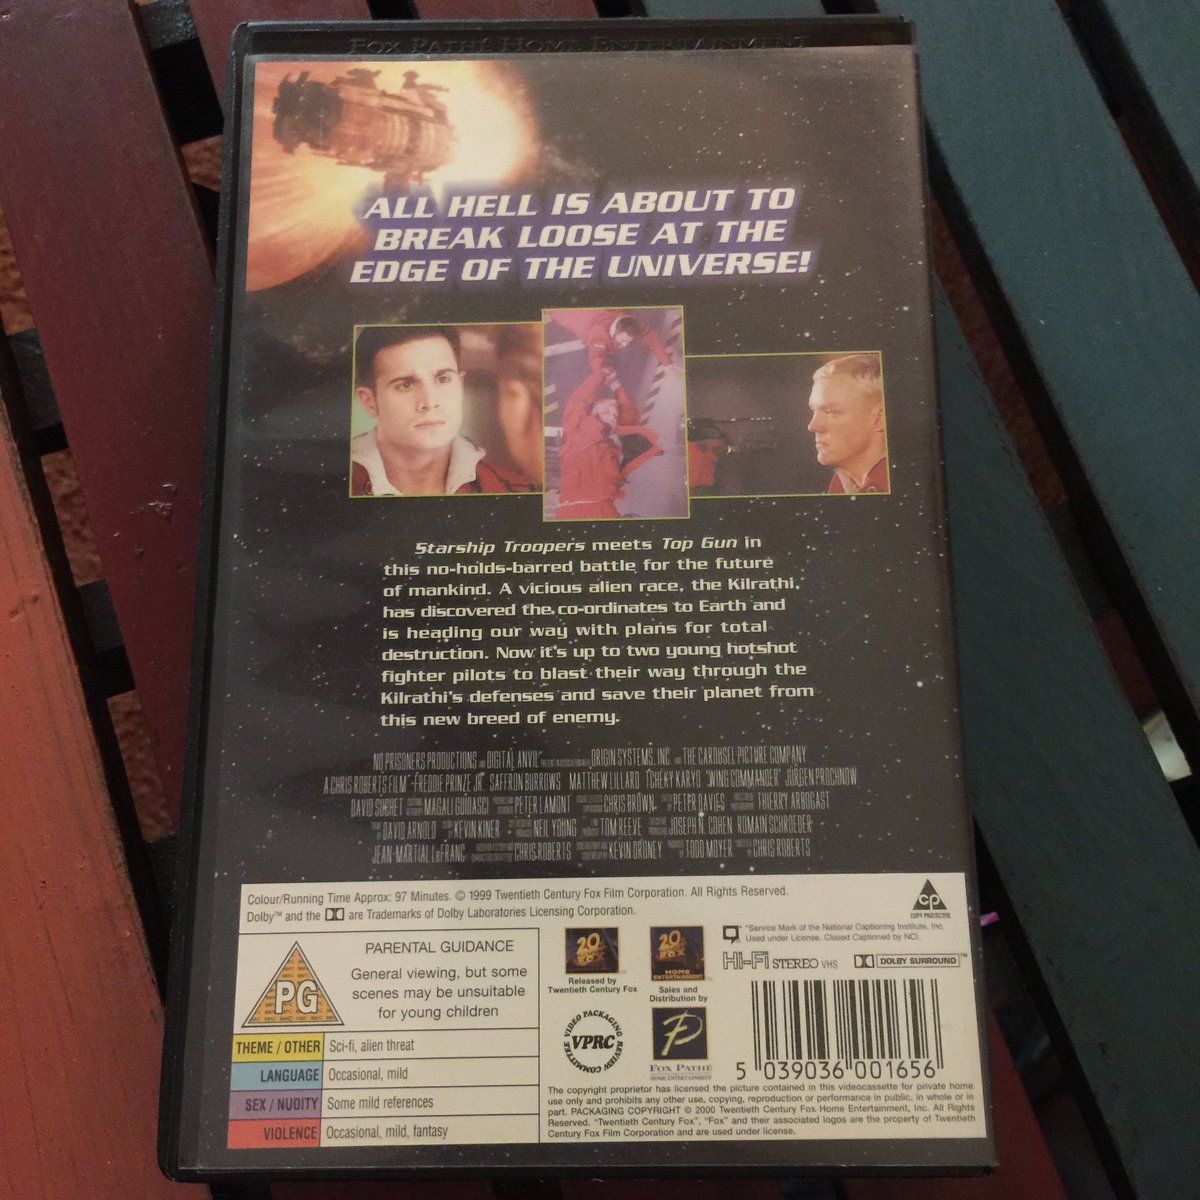 FOX PATHÉ HOME ENTERTAINMENT
ALL HELL IS ABOUT TO
BREAK LOOSE AT THE
EDGE OF THE UNIVERSE!
Starship Troopers meets Top Gun in
this no-holds-barred battle for the future
of mankind. A vicious alien race, the Kilrathi,
has discovered the co-ordinates to Earth and
is heading our way with plans for total
destruction. Now it's up to two young hotshot
fighter pilots to blast their way through the
Kilrathi's defenses and save their planet from
this new breed of enemy.
NO PRISONERS PRODUCTIONS AND DIGITAL ANVIL ORIGIN SYSTEMS, INC. AND THE CAROUSEL PICTURE COMPANY
A CHRIS ROBERTS FILM FREDDIE PRINZE JR. SAFFRON BURROWS MATTHEW LILLARD TCHÉKY KARYO "WING COMMANDER" JÜRGEN PROCHNOW
DAVID SUCHET MAGALI GUIDASCI PETER LAMONT CHRIS BROWN PETER DAVIES THIERRY ARBOGAST
DAVID ARNOLD KEVIN KINER NEIL YOUNG TOM REEVE JOSEPH N. COHEN ROMAIN SCHROEDER
JEAN-MARTIAL LEFRANC CHRIS ROBERTS KEVIN DRONEY TODD MOYER CHRIS ROBERTS
Colour/Running Time Approx: 97 Minutes. © 1999 Twentieth Century Fox Film Corporation. All Rights Reserved.
Dolby™ and the are Trademarks of Dolby Laboratories Licensing Corporation.
CP
COPY PROTECTED
PG
PARENTAL GUIDANCE
General viewing, but some
scenes may be unsuitable
for young children
THEME / OTHER Sci-fi, alien threat
LANGUAGE Occasional, mild
SEX / NUDITY Some mild references
VIOLENCE Occasional, mild, fantasy
20th CENTURY FOX
Released by
Twentieth Century Fox
20th CENTURY FOX
HOME ENTERTAINMENT
Sales and
Distribution by
VIDEO PACKAGING REVIEW COMMITTEE
VPRC
FOX PATHÉ
HOME ENTERTAINMENT
"Service Mark of the National Captioning Institute, Inc.
Used under License. Closed Captioned by NCI.
Hi-Fi STEREO VHS DOLBY SURROUND™
5 039036 001656
The copyright proprietor has licensed the picture contained in this videocassette for private home
use only and prohibits any other use, copying, reproduction or performance in public, in whole or in
part. PACKAGING COPYRIGHT © 2000 Twentieth Century Fox Home Entertainment, Inc. All Rights
Reserved. "Twentieth Century Fox", "Fox" and their associated logos are the property of Twentieth
Century Fox Film Corporation and are used under license.